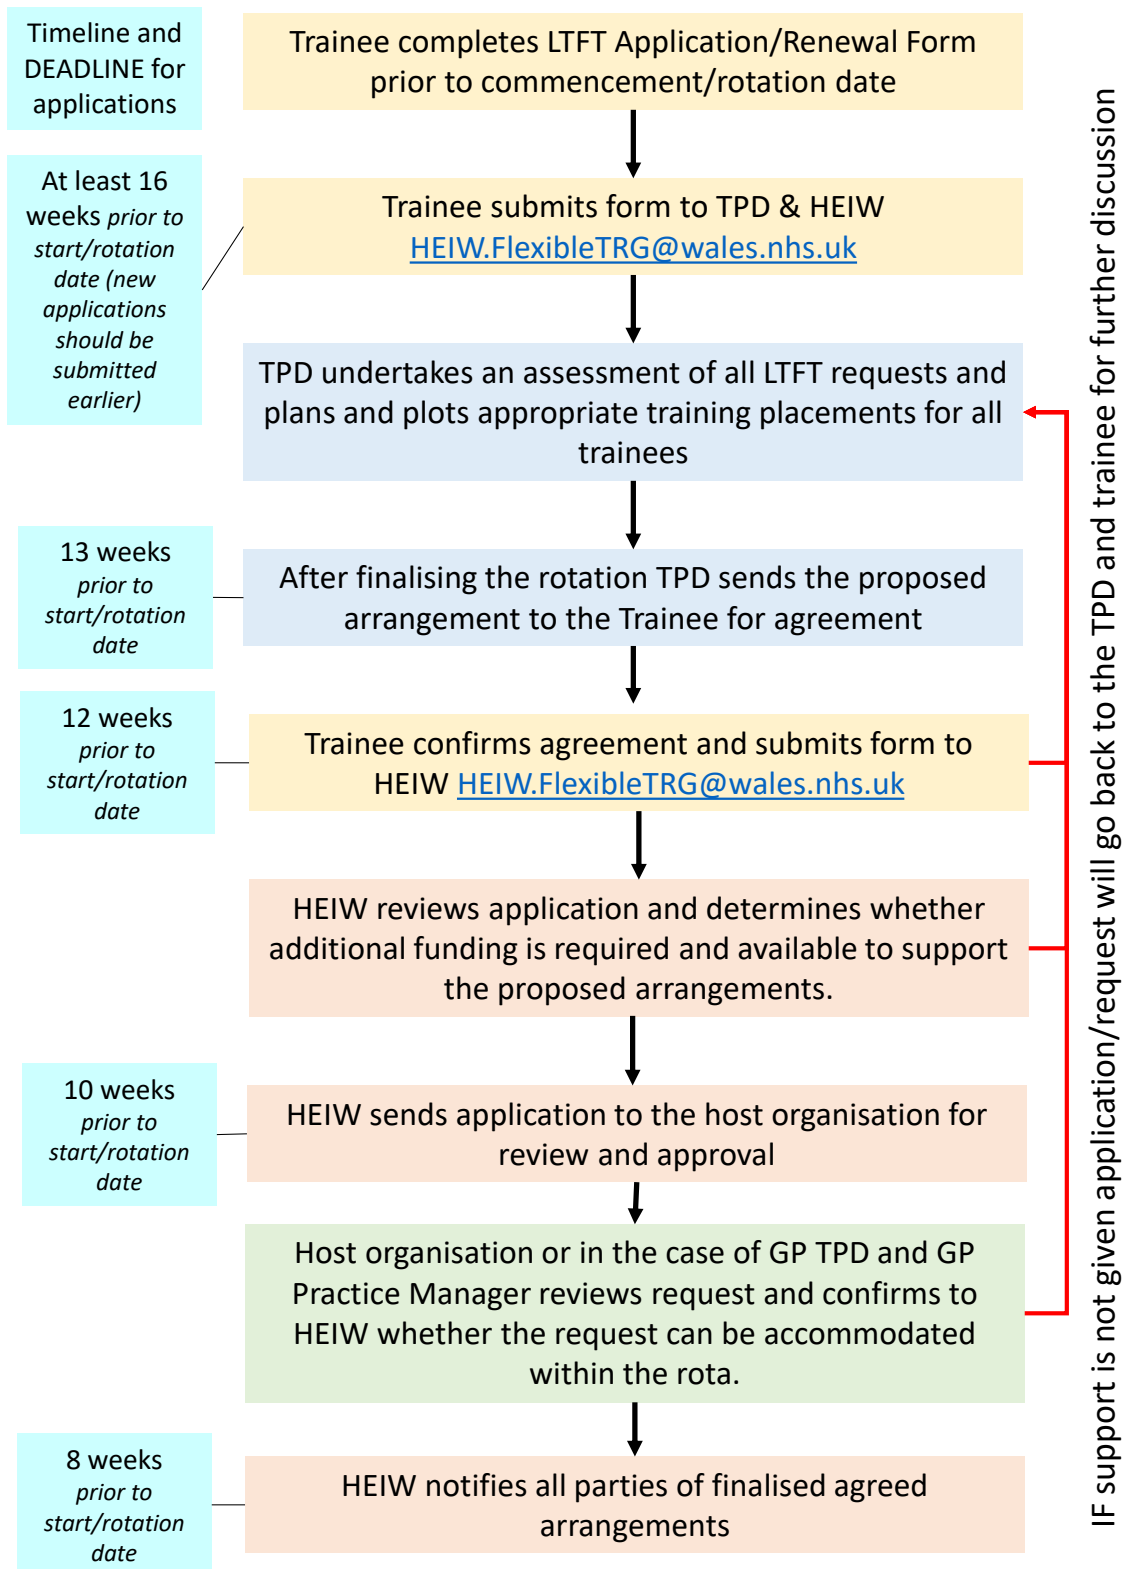 Timeline and
DEADLINE for
applications
Trainee completes LTFT Application/Renewal Form
prior to commencement/rotation date
At least 16
weeks prior to
start/rotation
date (new
applications
should be
submitted
earlier)
Trainee submits form to TPD & HEIW
HEIW.FlexibleTRG@wales.nhs.uk
TPD undertakes an assessment of all LTFT requests and
plans and plots appropriate training placements for all
trainees
13 weeks
prior to
start/rotation
date
After finalising the rotation TPD sends the proposed
arrangement to the Trainee for agreement
12 weeks
prior to
start/rotation
date
Trainee confirms agreement and submits form to
HEIW HEIW.FlexibleTRG@wales.nhs.uk
HEIW reviews application and determines whether
additional funding is required and available to support
the proposed arrangements.
10 weeks
prior to
start/rotation
date
HEIW sends application to the host organisation for
review and approval
Host organisation or in the case of GP TPD and GP
Practice Manager reviews request and confirms to
HEIW whether the request can be accommodated
within the rota.
8 weeks
prior to
start/rotation
date
HEIW notifies all parties of finalised agreed
arrangements
IF support is not given application/request will go back to the TPD and trainee for further discussion